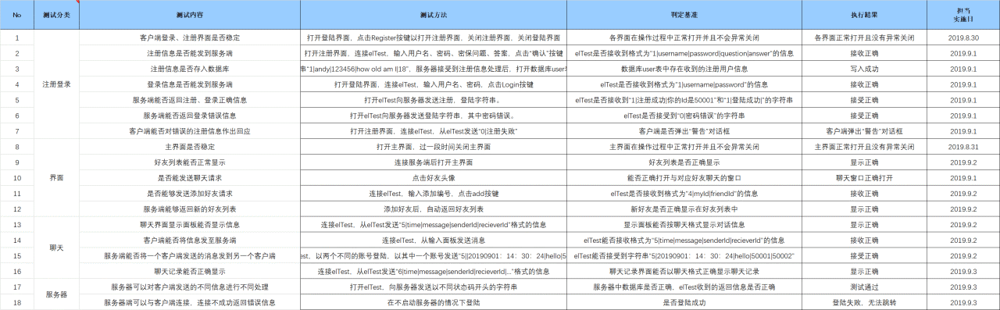 No 测试分类 测试内容 测试方法 判定基准 执行结果 担当
实施日
1 注册登录 客户端登录、注册界面是否稳定 打开登陆界面，点击Register按键以打开注册界面，关闭注册界面，关闭登陆界面 各界面在操作过程中正常打开并且不会异常关闭 各界面正常打开且没有异常关闭 2019.8.30
2 注册信息是否能发到服务端 打开注册界面，连接elTest，输入用户名、密码、密保问题、答案，点击“确认”按键 elTest是否接收到格式为“1|username|password|question|answer”的信息 接收正确 2019.9.1
3 注册信息是否存入数据库 串“1|andy|123456|how old am I|18”，服务器接受到注册信息处理后，打开数据库user 数据库user表中存在收到的注册用户信息 写入成功 2019.9.1
4 登录信息是否能发到服务端 打开登陆界面，连接elTest，输入用户名、密码，点击Login按键 elTest是否接收到格式为“1|username|password”的信息 接收正确 2019.9.1
5 服务端能否返回注册、登录正确信息 打开elTest向服务器发送注册，登陆字符串。 elTest是否接受到“1|注册成功|你的Id是50001”和“1|登陆成功|”的字符串 接受正确 2019.9.1
6 服务端能否返回登录错误信息 打开elTest向服务器发送登陆字符串，其中密码错误。 elTest是否接受到“0|密码错误”的字符串 接受正确 2019.9.1
7 客户端能否对错误的注册信息作出回应 打开注册界面，连接elTest，从elTest发送“0|注册失败” 客户端是否弹出“警告”对话框 客户端弹出“警告”对话框 2019.9.1
8 界面 主界面是否稳定 打开主界面，过一段时间关闭主界面 主界面在操作过程中正常打开并且不会异常关闭 主界面正常打开且没有异常关闭 2019.8.31
9 好友列表能否正常显示 连接服务端后打开主界面 好友列表是否正确显示 显示正确 2019.9.2
10 是否能发送聊天请求 点击好友头像 能否正确打开与对应好友聊天的窗口 聊天窗口正确打开 2019.9.1
11 是否能够发送添加好友请求 连接elTest，输入添加编号，点击add按键 elTest是否接收到格式为“4|myId|friendId”的信息 接收正确 2019.9.2
12 服务端能够返回新的好友列表 添加好友后，自动返回好友列表 新好友是否正确显示在好友列表中 显示正确 2019.9.2
13 聊天 聊天界面显示面板能否显示信息 连接elTest，从elTest发送“5|time|message|senderId|recieverId”格式的信息 显示面板能否按聊天格式显示对话信息 显示正确 2019.9.2
14 客户端能否将信息发至服务端 连接elTest，从输入面板发送消息 elTest能否接收格式为“5|time|message|senderId|recieverId”的信息 接收正确 2019.9.2
15 服务端能否将一个客户端发送的消息发到另一个客户端 est，以两个不同的账号登陆，以其中一个账号发送“5||20190901：14：30：24|hello|5 elTest能否接受到字符串“5||20190901：14：30：24|hello|50001|50002” 接受正确 2019.9.2
16 聊天记录能否正确显示 连接elTest，从elTest发送“6|time|message|senderId|recieverId|...”格式的信息 聊天记录界面能否以聊天格式正确显示聊天记录 显示正确 2019.9.3
17 服务器 服务器可以对客户端发送的不同信息进行不同处理 打开elTest，向服务器发送以不同状态码开头的字符串 服务器中数据库是否正确，elTest收到的返回信息是否正确 测试通过 2019.9.3
18 服务器端可以与客户端连接，连接不成功返回错误信息 在不启动服务器的情况下登陆 是否登陆成功 登陆失败，无法跳转 2019.9.3